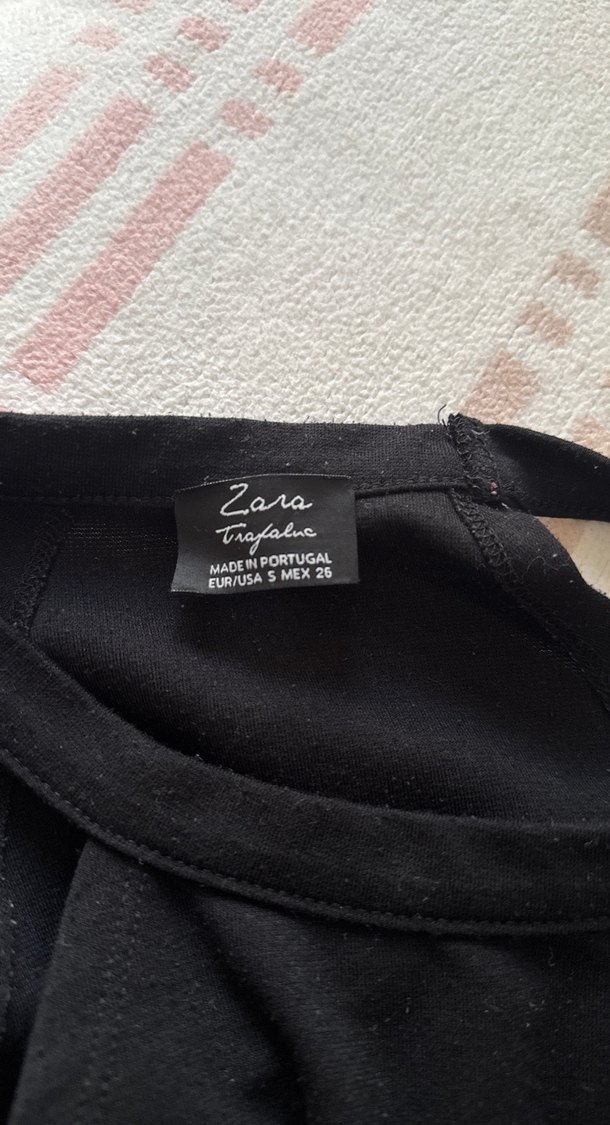 Zara
Trafaluc
MADE IN PORTUGAL
EUR/USA S MEX 26